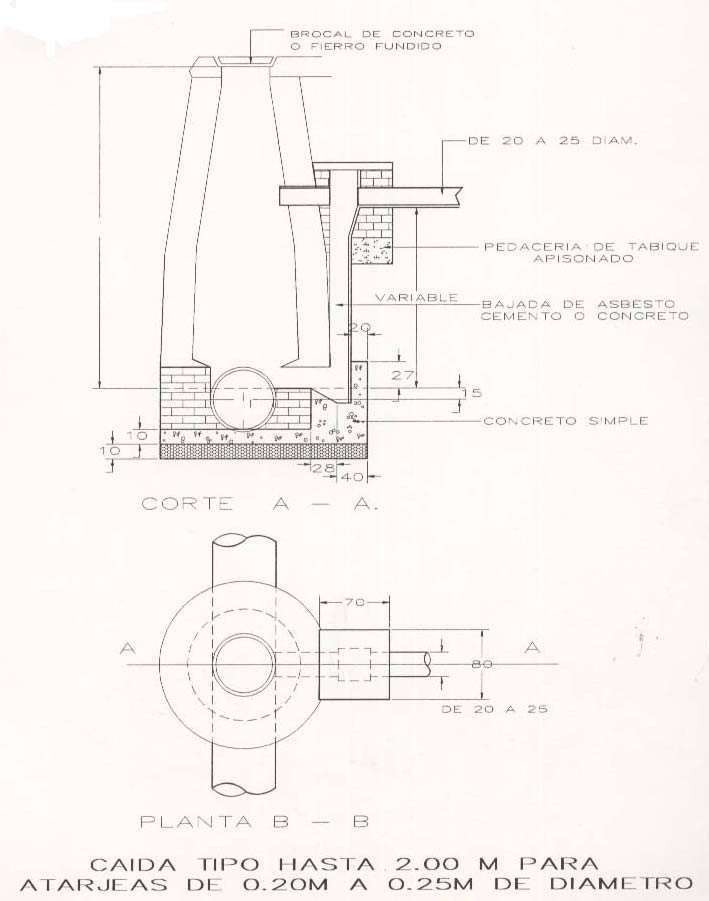 BROCAL DE CONCRETO
O FIERRO FUNDIDO
DE 20 A 25 DIAM.
PEDACERIA DE TABIQUE
APISONADO
VARIABLE
BAJADA DE ASBESTO
CEMENTO O CONCRETO
20
27
15
CONCRETO SIMPLE
10
10
28
40
CORTE A - A.
70
A
A
80
DE 20 A 25
PLANTA B - B
CAIDA TIPO HASTA 2.00 M PARA
ATARJEAS DE 0.20M A 0.25M DE DIAMETRO